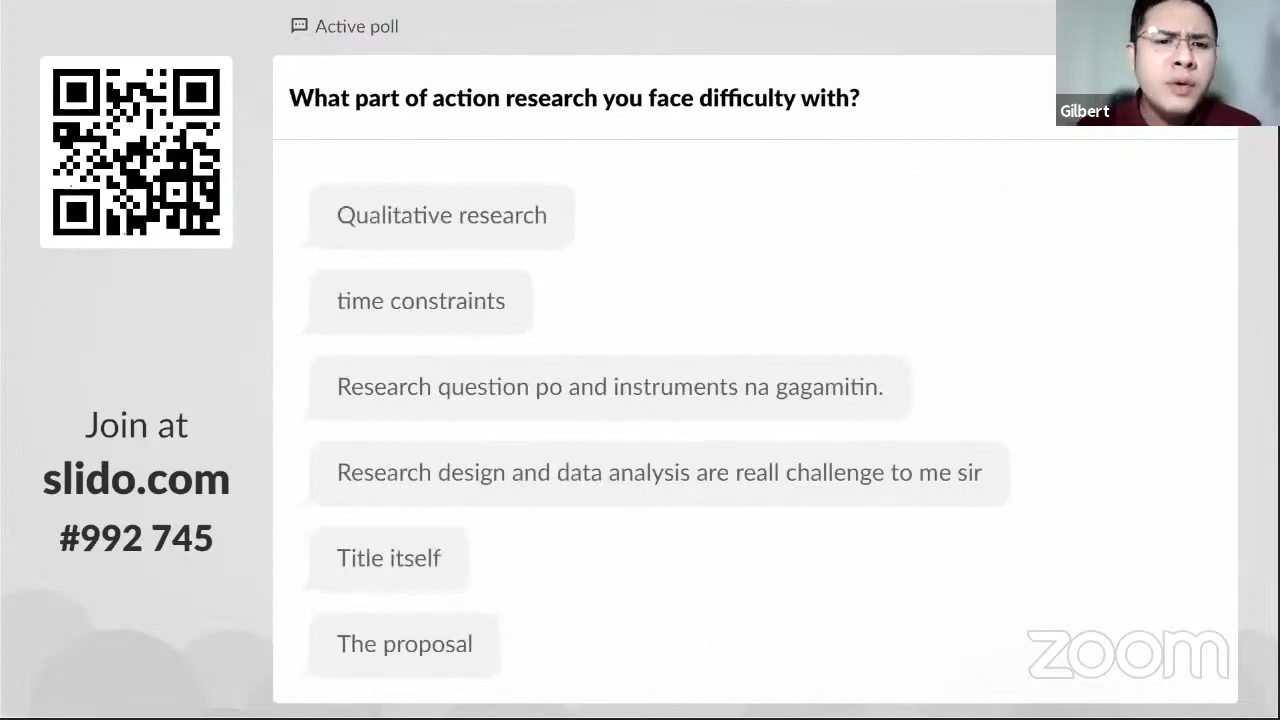 Active poll
What part of action research you face difficulty with?
Gilbert
Qualitative research
time constraints
Research question po and instruments na gagamitin.
Research design and data analysis are reall challenge to me sir
Title itself
The proposal
Join at
slido.com
#992 745
zoom